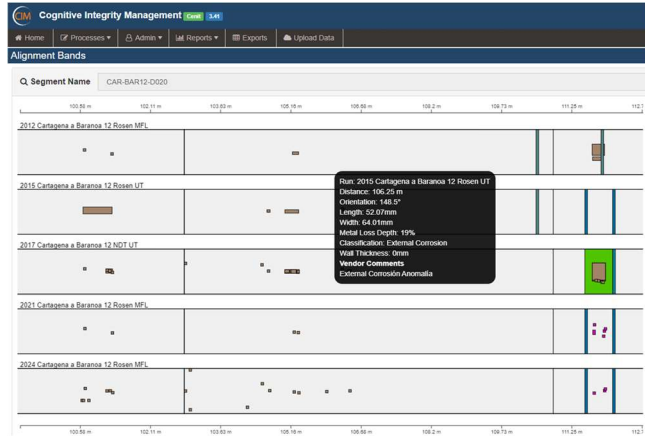 CIM Cognitive Integrity Management Cenit 3.41
Home Processes Admin Reports Exports Upload Data
Alignment Bands
Segment Name CAR-BAR12-D020
100.58 m 102.11 m 103.63 m 105.16 m 106.68 m 108.2 m 109.73 m 111.25 m 112.7
2012 Cartagena a Baranoa 12 Rosen MFL
2015 Cartagena a Baranoa 12 Rosen UT
Run: 2015 Cartagena a Baranoa 12 Rosen UT
Distance: 106.25 m
Orientation: 148.5°
Length: 52.07mm
Width: 64.01mm
Metal Loss Depth: 19%
Classification: External Corrosion
Wall Thickness: 0mm
Vendor Comments
External Corrosión Anomalía
2017 Cartagena a Baranoa 12 NDT UT
2021 Cartagena a Baranoa 12 Rosen MFL
2024 Cartagena a Baranoa 12 Rosen MFL
100.58 m 102.11 m 103.63 m 105.16 m 106.68 m 108.2 m 109.73 m 111.25 m 112.7